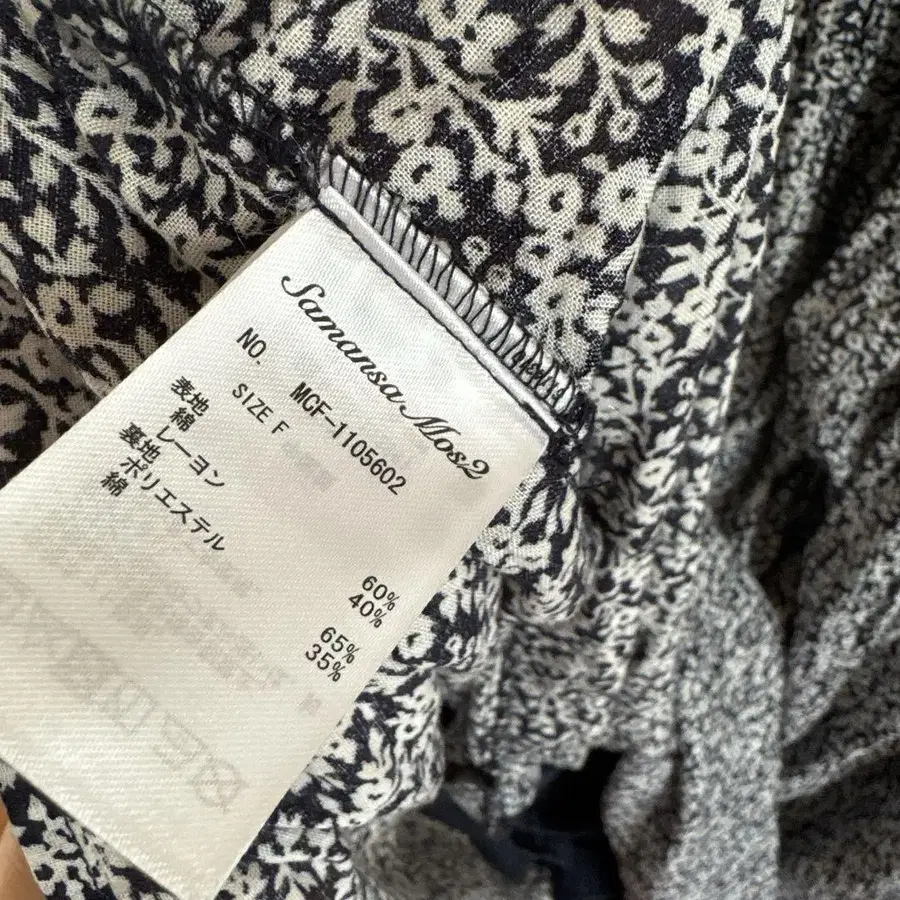 Samansa Mos2
NO. MCF-1105602
SIZE F
表地
綿 60%
レーヨン 40%
裏地
ポリエステル 65%
綿 35%